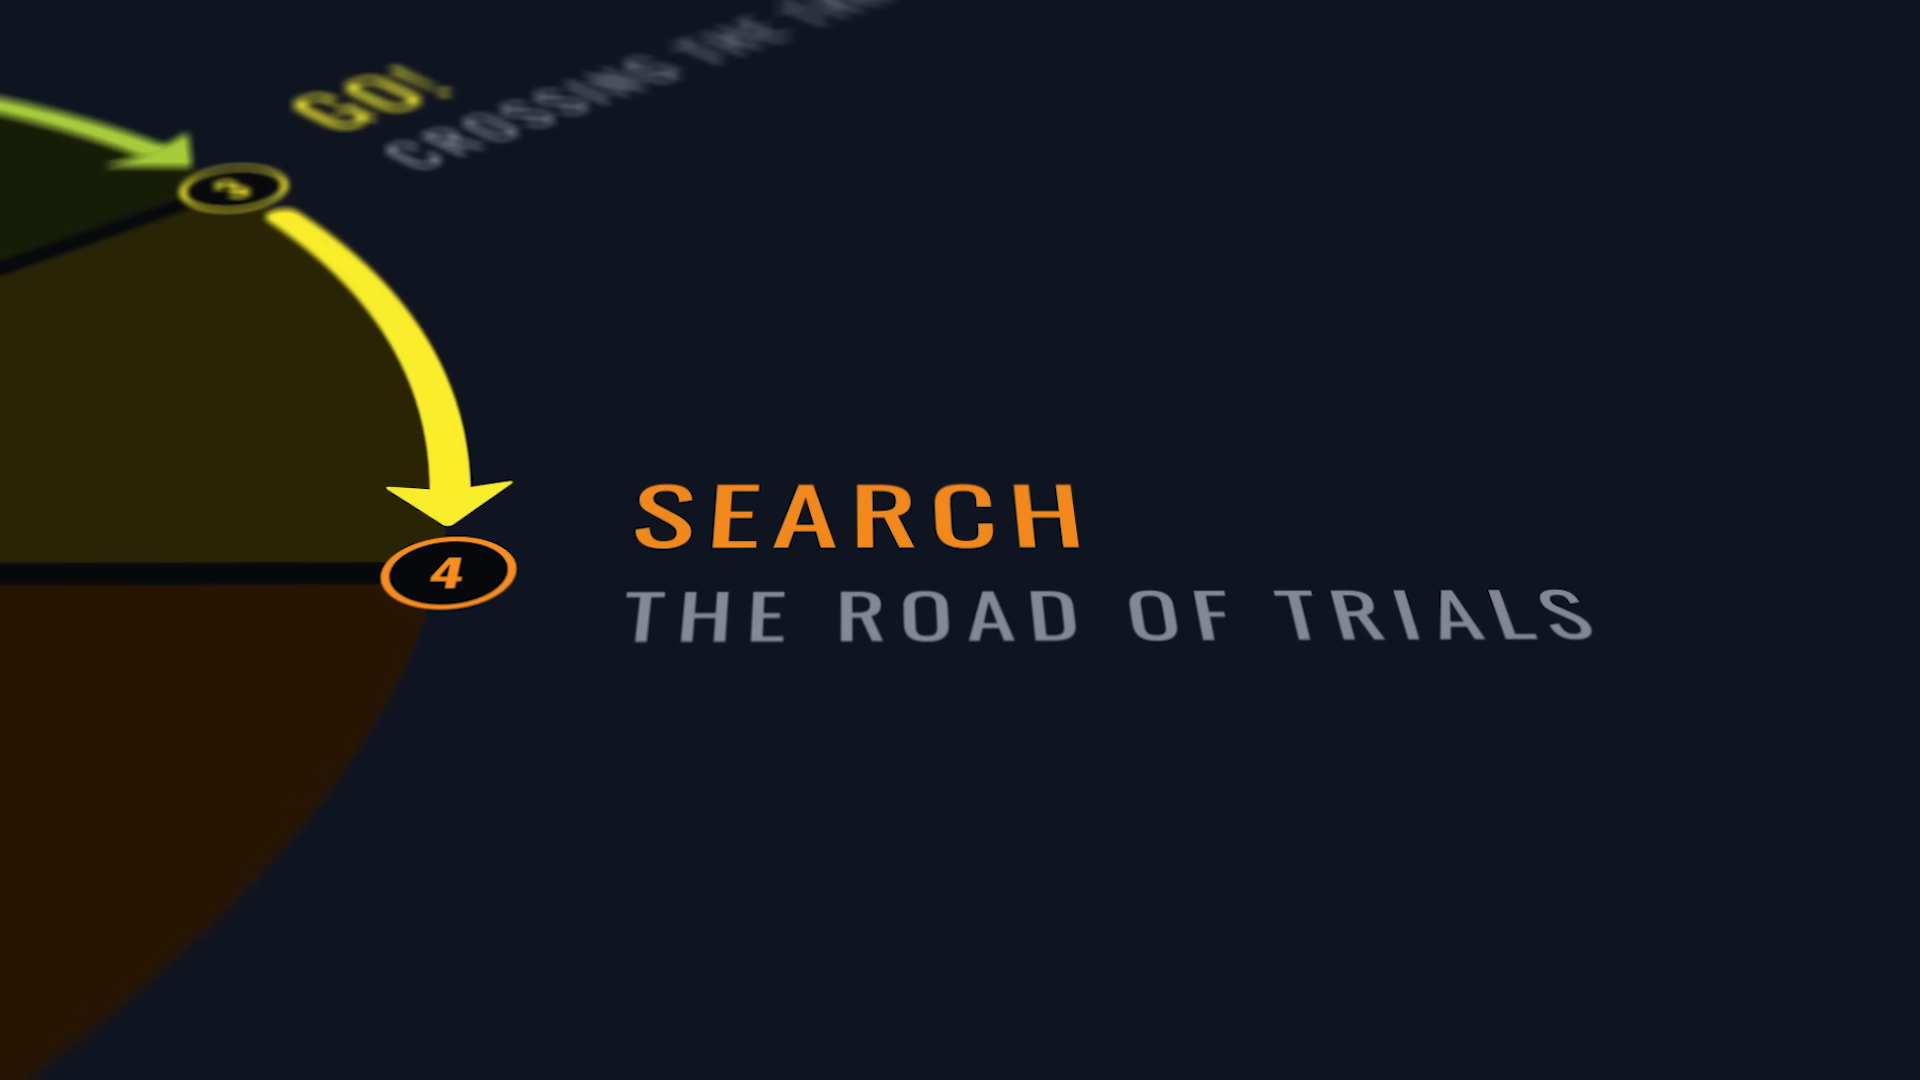 GO!
CROSSING THE
3
4
SEARCH
THE ROAD OF TRIALS